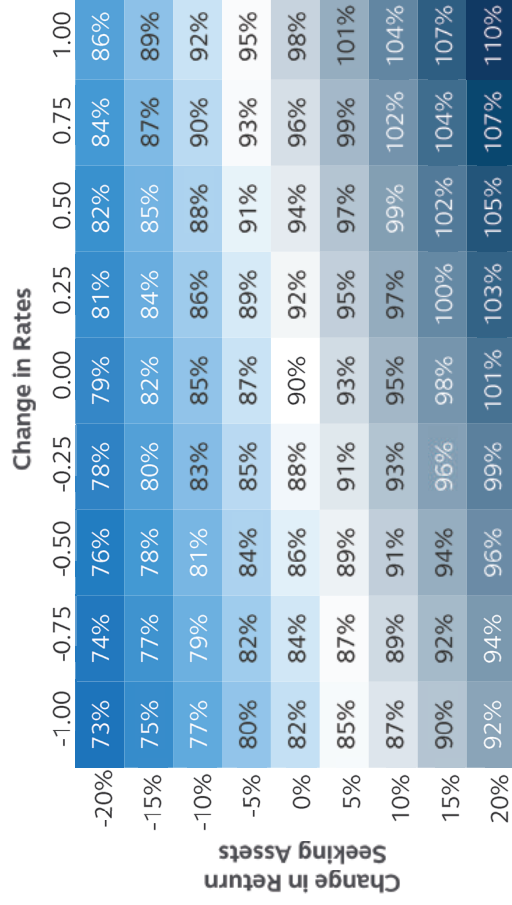 Change in Rates
-1.00 -0.75 -0.50 -0.25 0.00 0.25 0.50 0.75 1.00
Change in Return
Seeking Assets
-20% 73% 74% 76% 78% 79% 81% 82% 84% 86%
-15% 75% 77% 78% 80% 82% 84% 85% 87% 89%
-10% 77% 79% 81% 83% 85% 86% 88% 90% 92%
-5% 80% 82% 84% 85% 87% 89% 91% 93% 95%
0% 82% 84% 86% 88% 90% 92% 94% 96% 98%
5% 85% 87% 89% 91% 93% 95% 97% 99% 101%
10% 87% 89% 91% 93% 95% 97% 99% 102% 104%
15% 90% 92% 94% 96% 98% 100% 102% 104% 107%
20% 92% 94% 96% 99% 101% 103% 105% 107% 110%